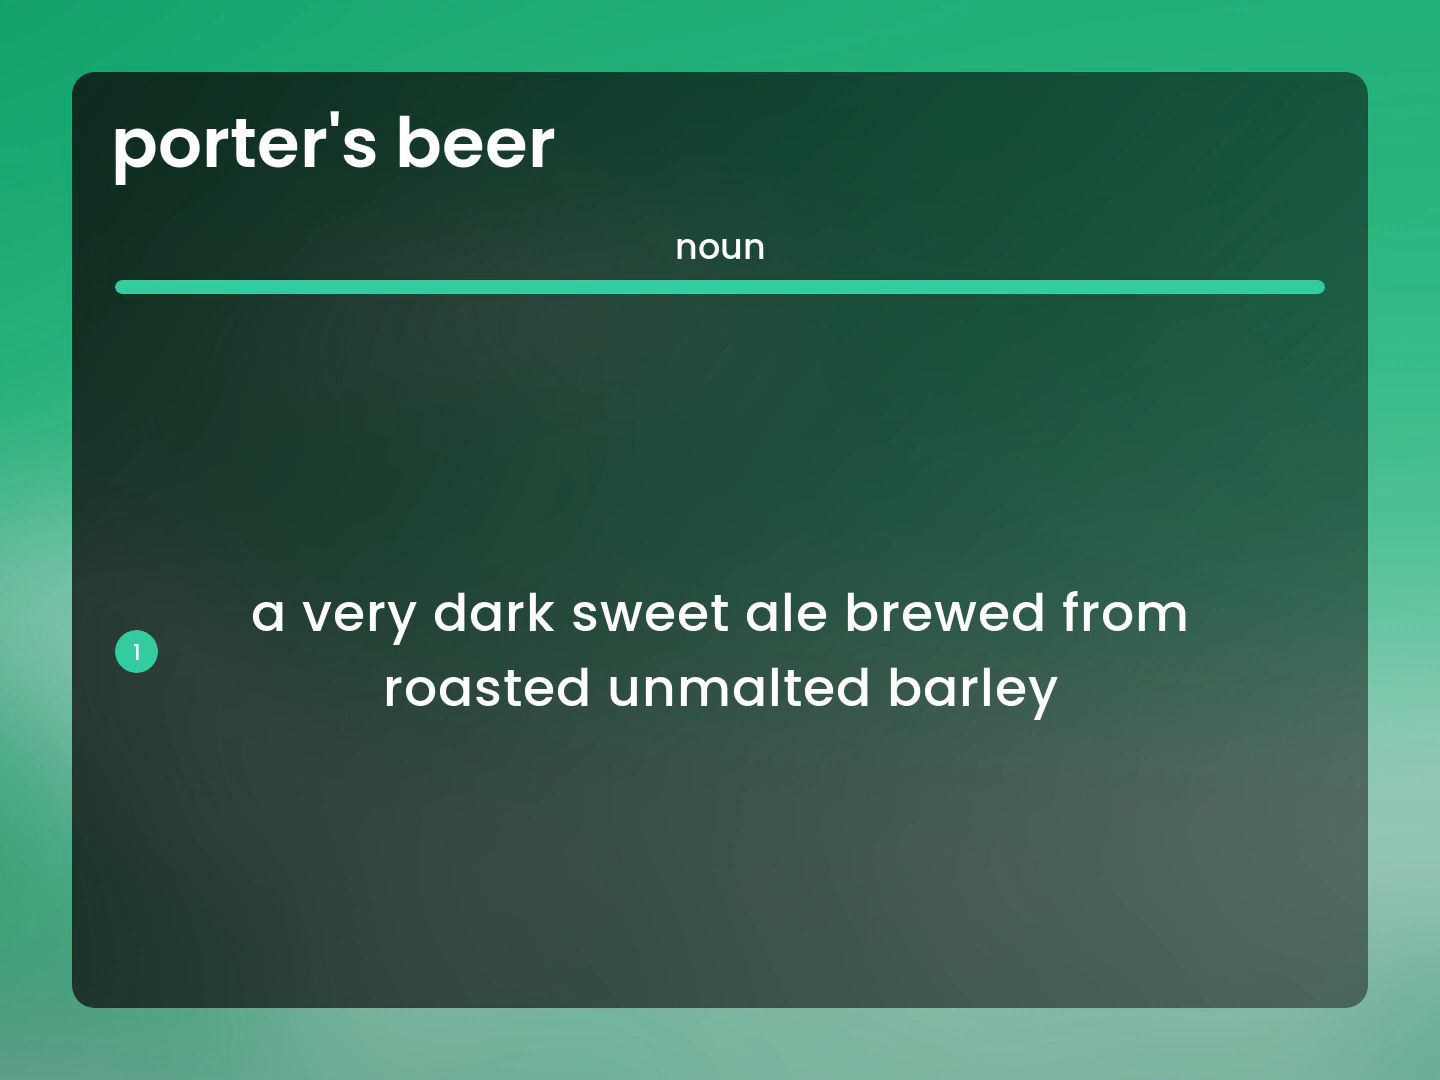 porter's beer
noun
1
a very dark sweet ale brewed from
roasted unmalted barley